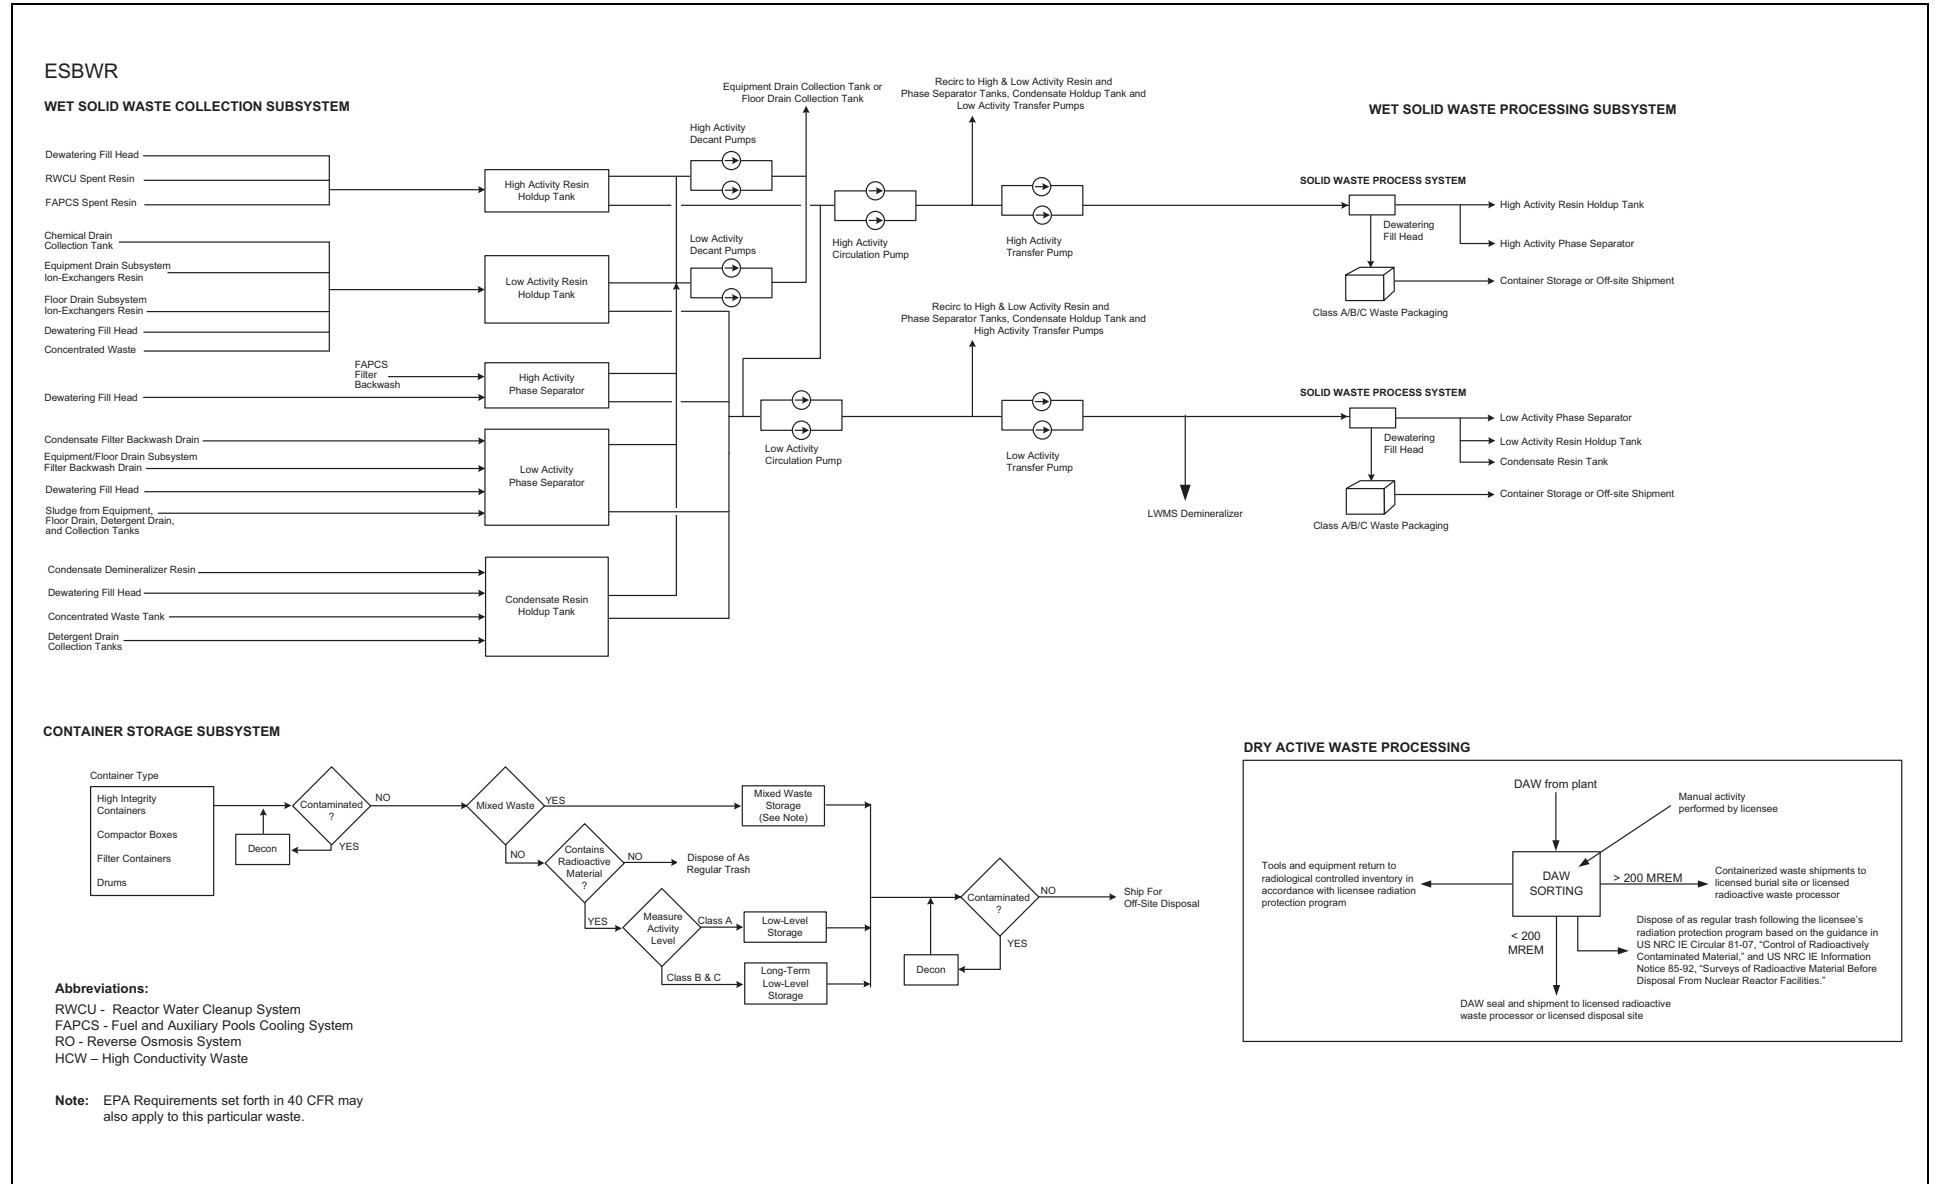 ESBWR
WET SOLID WASTE COLLECTION SUBSYSTEM
Dewatering Fill Head
RWCU Spent Resin
FAPCS Spent Resin
Chemical Drain
Collection Tank
Equipment Drain Subsystem
Ion-Exchangers Resin
Floor Drain Subsystem
Ion-Exchangers Resin
Dewatering Fill Head
Concentrated Waste
FAPCS
Filter
Backwash
Dewatering Fill Head
Condensate Filter Backwash Drain
Equipment/Floor Drain Subsystem
Filter Backwash Drain
Dewatering Fill Head
Sludge from Equipment,
Floor Drain, Detergent Drain,
and Collection Tanks
Condensate Demineralizer Resin
Dewatering Fill Head
Concentrated Waste Tank
Detergent Drain
Collection Tanks
High Activity Resin
Holdup Tank
Low Activity Resin
Holdup Tank
High Activity
Phase Separator
Low Activity
Phase Separator
Condensate Resin
Holdup Tank
Equipment Drain Collection Tank or
Floor Drain Collection Tank
High Activity
Decant Pumps
Low Activity
Decant Pumps
High Activity
Circulation Pump
Low Activity
Circulation Pump
Recirc to High & Low Activity Resin and
Phase Separator Tanks, Condensate Holdup Tank and
Low Activity Transfer Pumps
High Activity
Transfer Pump
Recirc to High & Low Activity Resin and
Phase Separator Tanks, Condensate Holdup Tank and
High Activity Transfer Pumps
Low Activity
Transfer Pump
LWMS Demineralizer
WET SOLID WASTE PROCESSING SUBSYSTEM
SOLID WASTE PROCESS SYSTEM
Dewatering
Fill Head
High Activity Resin Holdup Tank
High Activity Phase Separator
Container Storage or Off-site Shipment
Class A/B/C Waste Packaging
SOLID WASTE PROCESS SYSTEM
Dewatering
Fill Head
Low Activity Phase Separator
Low Activity Resin Holdup Tank
Condensate Resin Tank
Container Storage or Off-site Shipment
Class A/B/C Waste Packaging
CONTAINER STORAGE SUBSYSTEM
Container Type
High Integrity
Containers
Compactor Boxes
Filter Containers
Drums
Decon
Contaminated
?
NO
YES
Mixed Waste
YES
NO
Contains
Radioactive
Material
?
NO
Dispose of As
Regular Trash
YES
Measure
Activity
Level
Class A
Class B & C
Mixed Waste
Storage
(See Note)
Low-Level
Storage
Long-Term
Low-Level
Storage
Decon
Contaminated
?
NO
YES
Ship For
Off-Site Disposal
DRY ACTIVE WASTE PROCESSING
DAW from plant
Manual activity
performed by licensee
Tools and equipment return to
radiological controlled inventory in
accordance with licensee radiation
protection program
DAW
SORTING
> 200 MREM
Containerized waste shipments to
licensed burial site or licensed
radioactive waste processor
< 200
MREM
Dispose of as regular trash following the licensee's
radiation protection program based on the guidance in
US NRC IE Circular 81-07, “Control of Radioactively
Contaminated Material,” and US NRC IE Information
Notice 85-92, “Surveys of Radioactive Material Before
Disposal From Nuclear Reactor Facilities.”
DAW seal and shipment to licensed radioactive
waste processor or licensed disposal site
Abbreviations:
RWCU - Reactor Water Cleanup System
FAPCS - Fuel and Auxiliary Pools Cooling System
RO - Reverse Osmosis System
HCW – High Conductivity Waste
Note: EPA Requirements set forth in 40 CFR may
also apply to this particular waste.